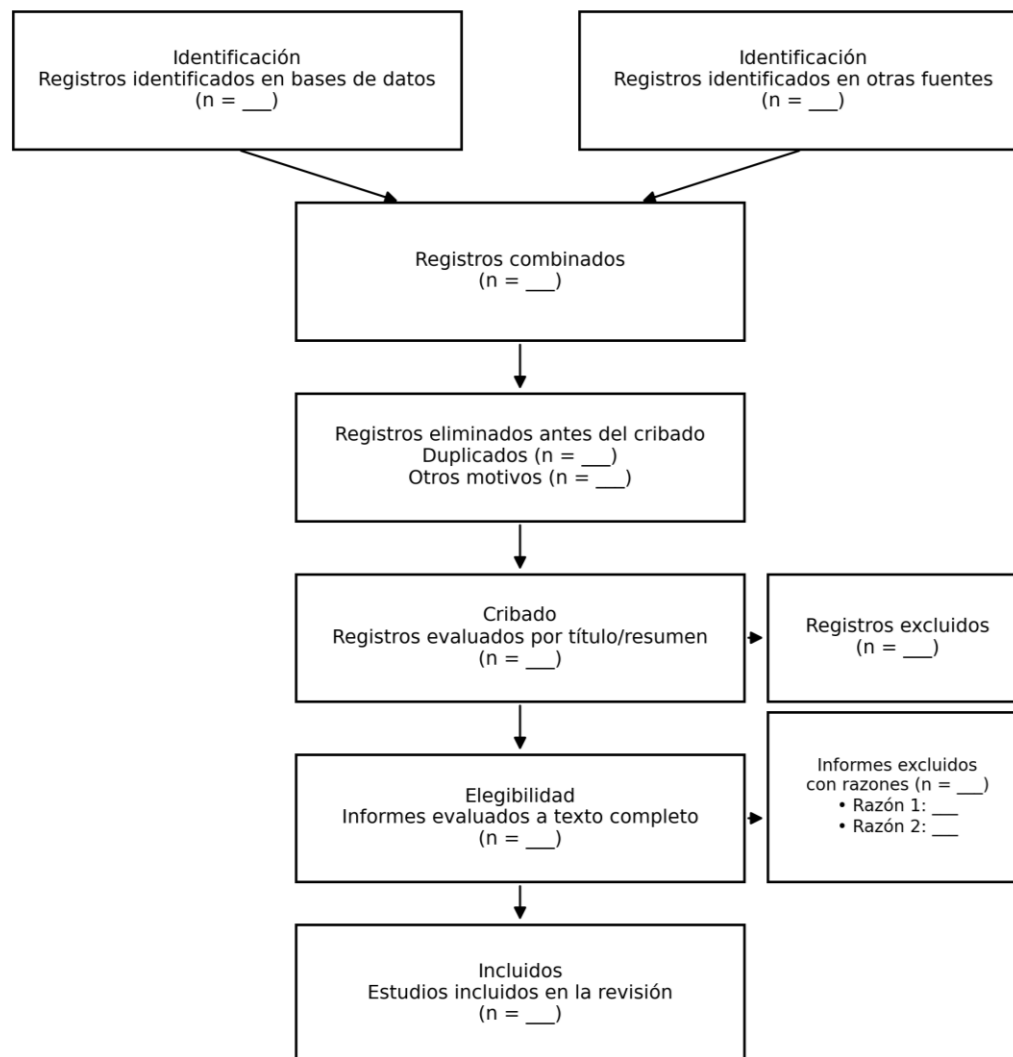 Identificación
Registros identificados en bases de datos
(n = ___)
Identificación
Registros identificados en otras fuentes
(n = ___)
Registros combinados
(n = ___)
Registros eliminados antes del cribado
Duplicados (n = ___)
Otros motivos (n = ___)
Cribado
Registros evaluados por título/resumen
(n = ___)
Registros excluidos
(n = ___)
Elegibilidad
Informes evaluados a texto completo
(n = ___)
Informes excluidos
con razones (n = ___)
• Razón 1: ___
• Razón 2: ___
Incluidos
Estudios incluidos en la revisión
(n = ___)